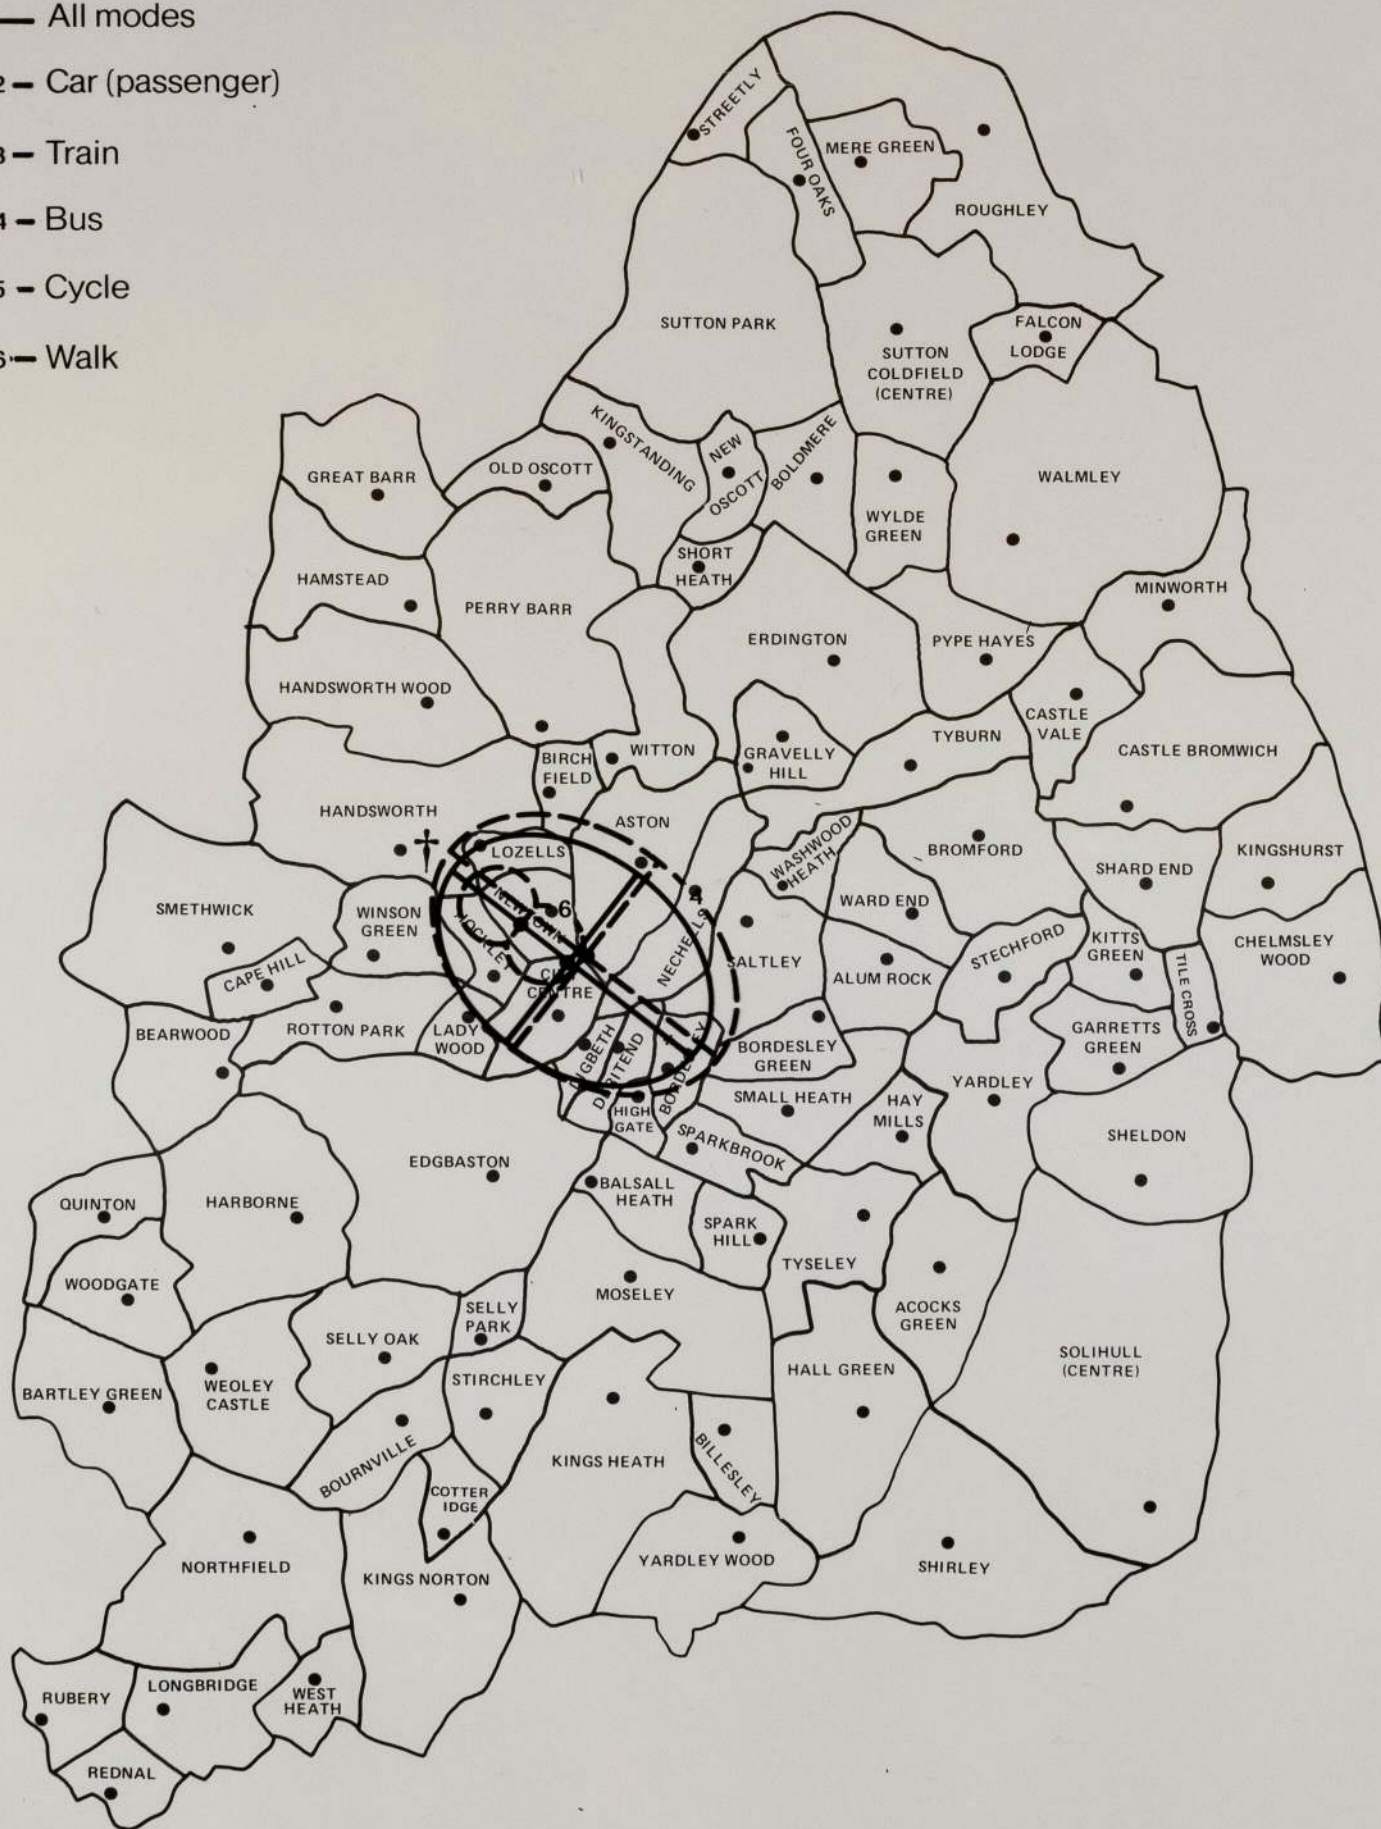 — All modes
2 – Car (passenger)
3 – Train
4 – Bus
5 – Cycle
6 – Walk
STREETLY
FOUR OAKS
MERE GREEN
ROUGHLEY
SUTTON PARK
SUTTON
COLDFIELD
(CENTRE)
FALCON
LODGE
KINGSTANDING
NEW
OSCOTT
BOLDMERE
OLD OSCOTT
GREAT BARR
WYLDE
GREEN
WALMLEY
SHORT
HEATH
HAMSTEAD
PERRY BARR
MINWORTH
ERDINGTON
PYPE HAYES
HANDSWORTH WOOD
CASTLE
VALE
TYBURN
CASTLE BROMWICH
WITTON
BIRCH
FIELD
GRAVELLY
HILL
HANDSWORTH
ASTON
†
LOZELLS
WASHWOOD
HEATH
BROMFORD
SHARD END
KINGSHURST
SMETHWICK
WINSON
GREEN
NEWTOWN
6
4
HOCKLEY
NECHELLS
WARD END
SALTLEY
ALUM ROCK
STECHFORD
KITTS
GREEN
TILE CROSS
CHELMSLEY
WOOD
CAPE HILL
CITY
CENTRE
BEARWOOD
ROTTON PARK
LADY
WOOD
DIGBETH
DERITEND
BORDESLEY
BORDESLEY
GREEN
GARRETTS
GREEN
YARDLEY
SMALL HEATH
HAY
MILLS
HIGH
GATE
SPARKBROOK
SHELDON
EDGBASTON
BALSALL
HEATH
QUINTON
HARBORNE
SPARK
HILL
TYSELEY
WOODGATE
MOSELEY
SELLY
PARK
SELLY OAK
ACOCKS
GREEN
SOLIHULL
(CENTRE)
BARTLEY GREEN
WEOLEY
CASTLE
STIRCHLEY
HALL GREEN
BOURNVILLE
KINGS HEATH
BILLESLEY
COTTER
IDGE
NORTHFIELD
KINGS NORTON
YARDLEY WOOD
SHIRLEY
RUBERY
LONGBRIDGE
WEST
HEATH
REDNAL